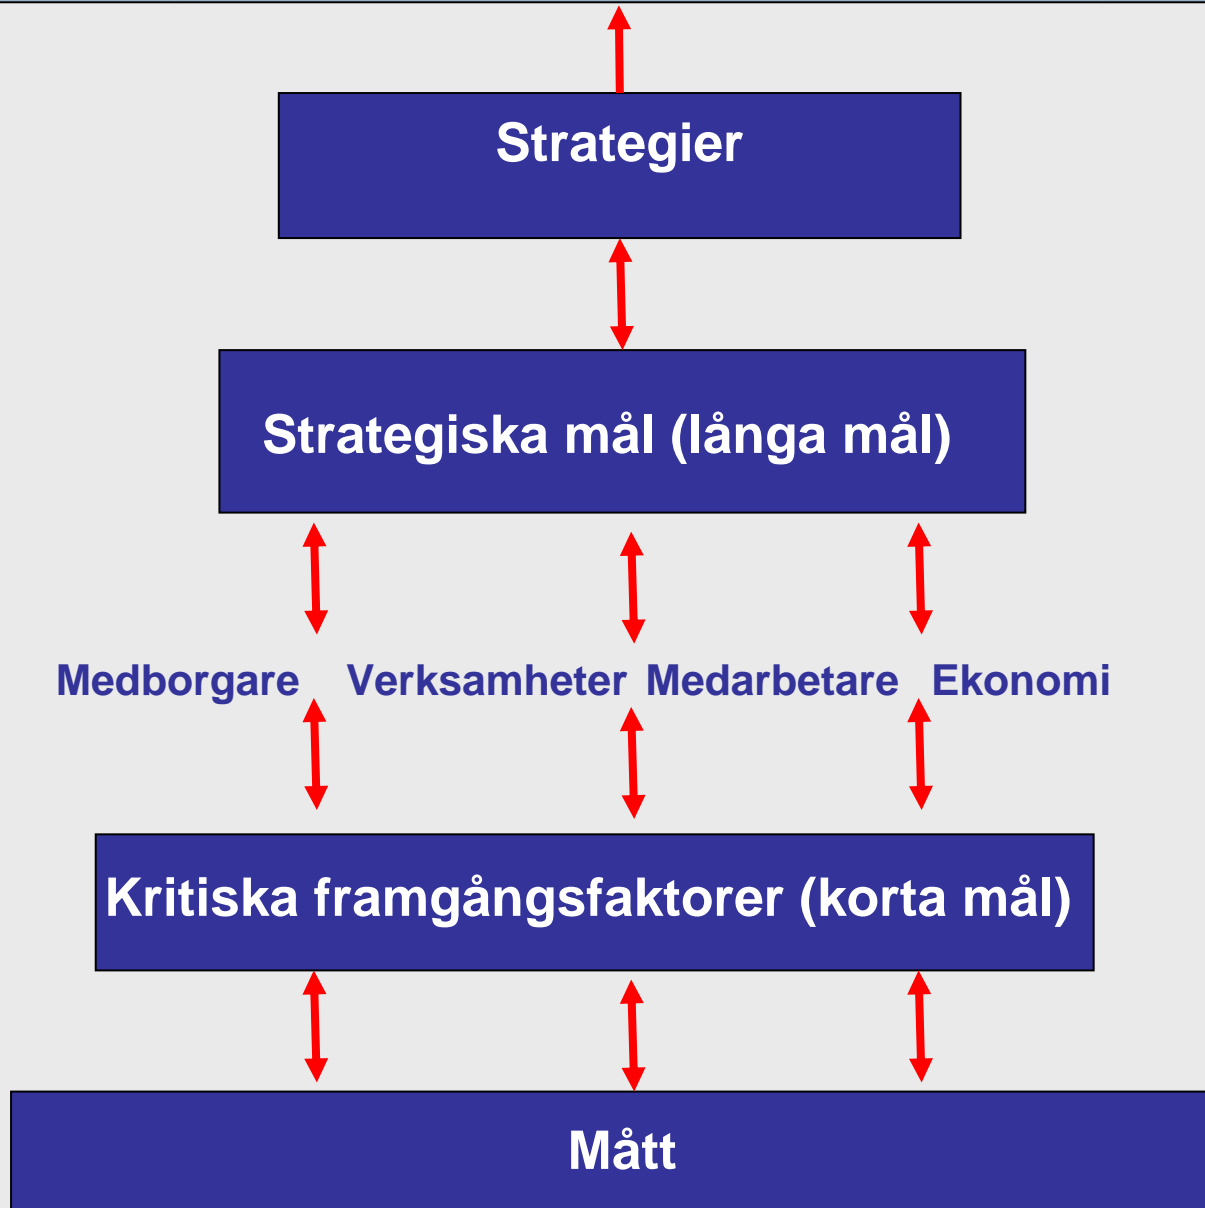 Strategier
Strategiska mål (långa mål)
Medborgare Verksamheter Medarbetare Ekonomi
Kritiska framgångsfaktorer (korta mål)
Mått